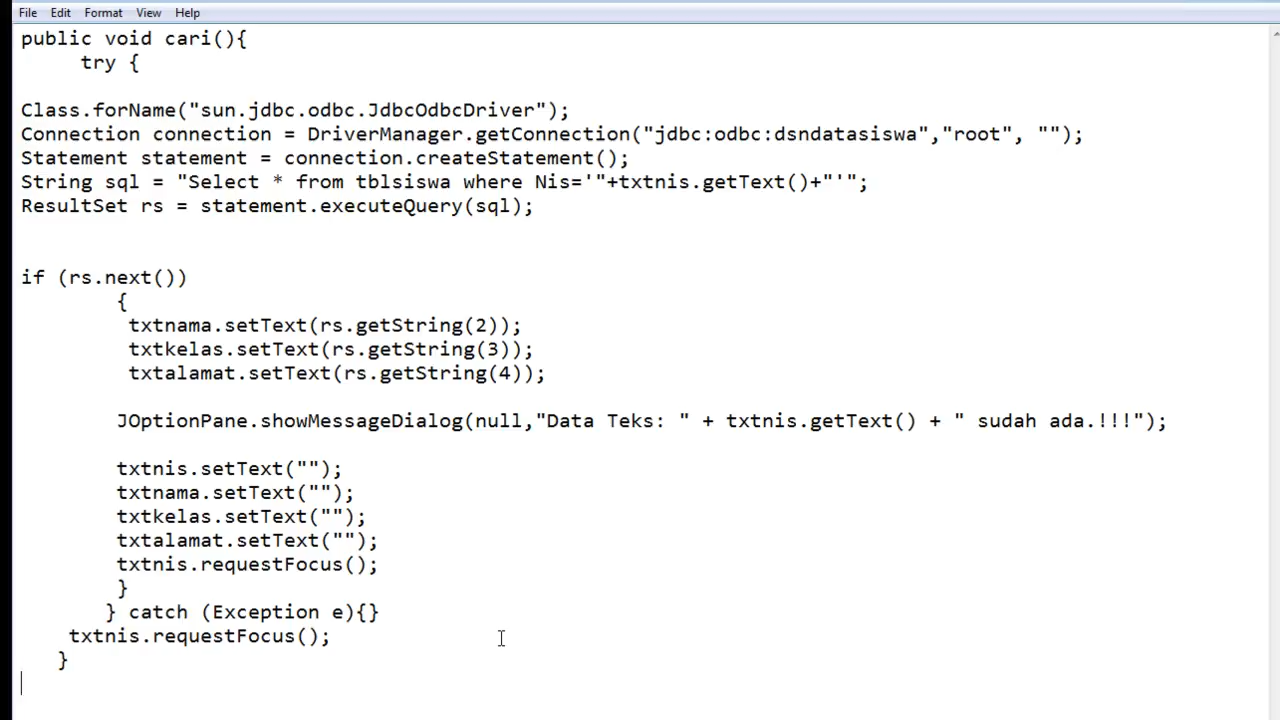 File Edit Format View Help
public void cari(){
try {
Class.forName("sun.jdbc.odbc.JdbcOdbcDriver");
Connection connection = DriverManager.getConnection("jdbc:odbc:dsndatasiswa","root", "");
Statement statement = connection.createStatement();
String sql = "Select * from tblsiswa where Nis='"+txtnis.getText()+"'";
ResultSet rs = statement.executeQuery(sql);
if (rs.next())
{
txtnama.setText(rs.getString(2));
txtkelas.setText(rs.getString(3));
txtalamat.setText(rs.getString(4));
JOptionPane.showMessageDialog(null,"Data Teks: " + txtnis.getText() + " sudah ada.!!!");
txtnis.setText("");
txtnama.setText("");
txtkelas.setText("");
txtalamat.setText("");
txtnis.requestFocus();
}
} catch (Exception e){}
txtnis.requestFocus();
}